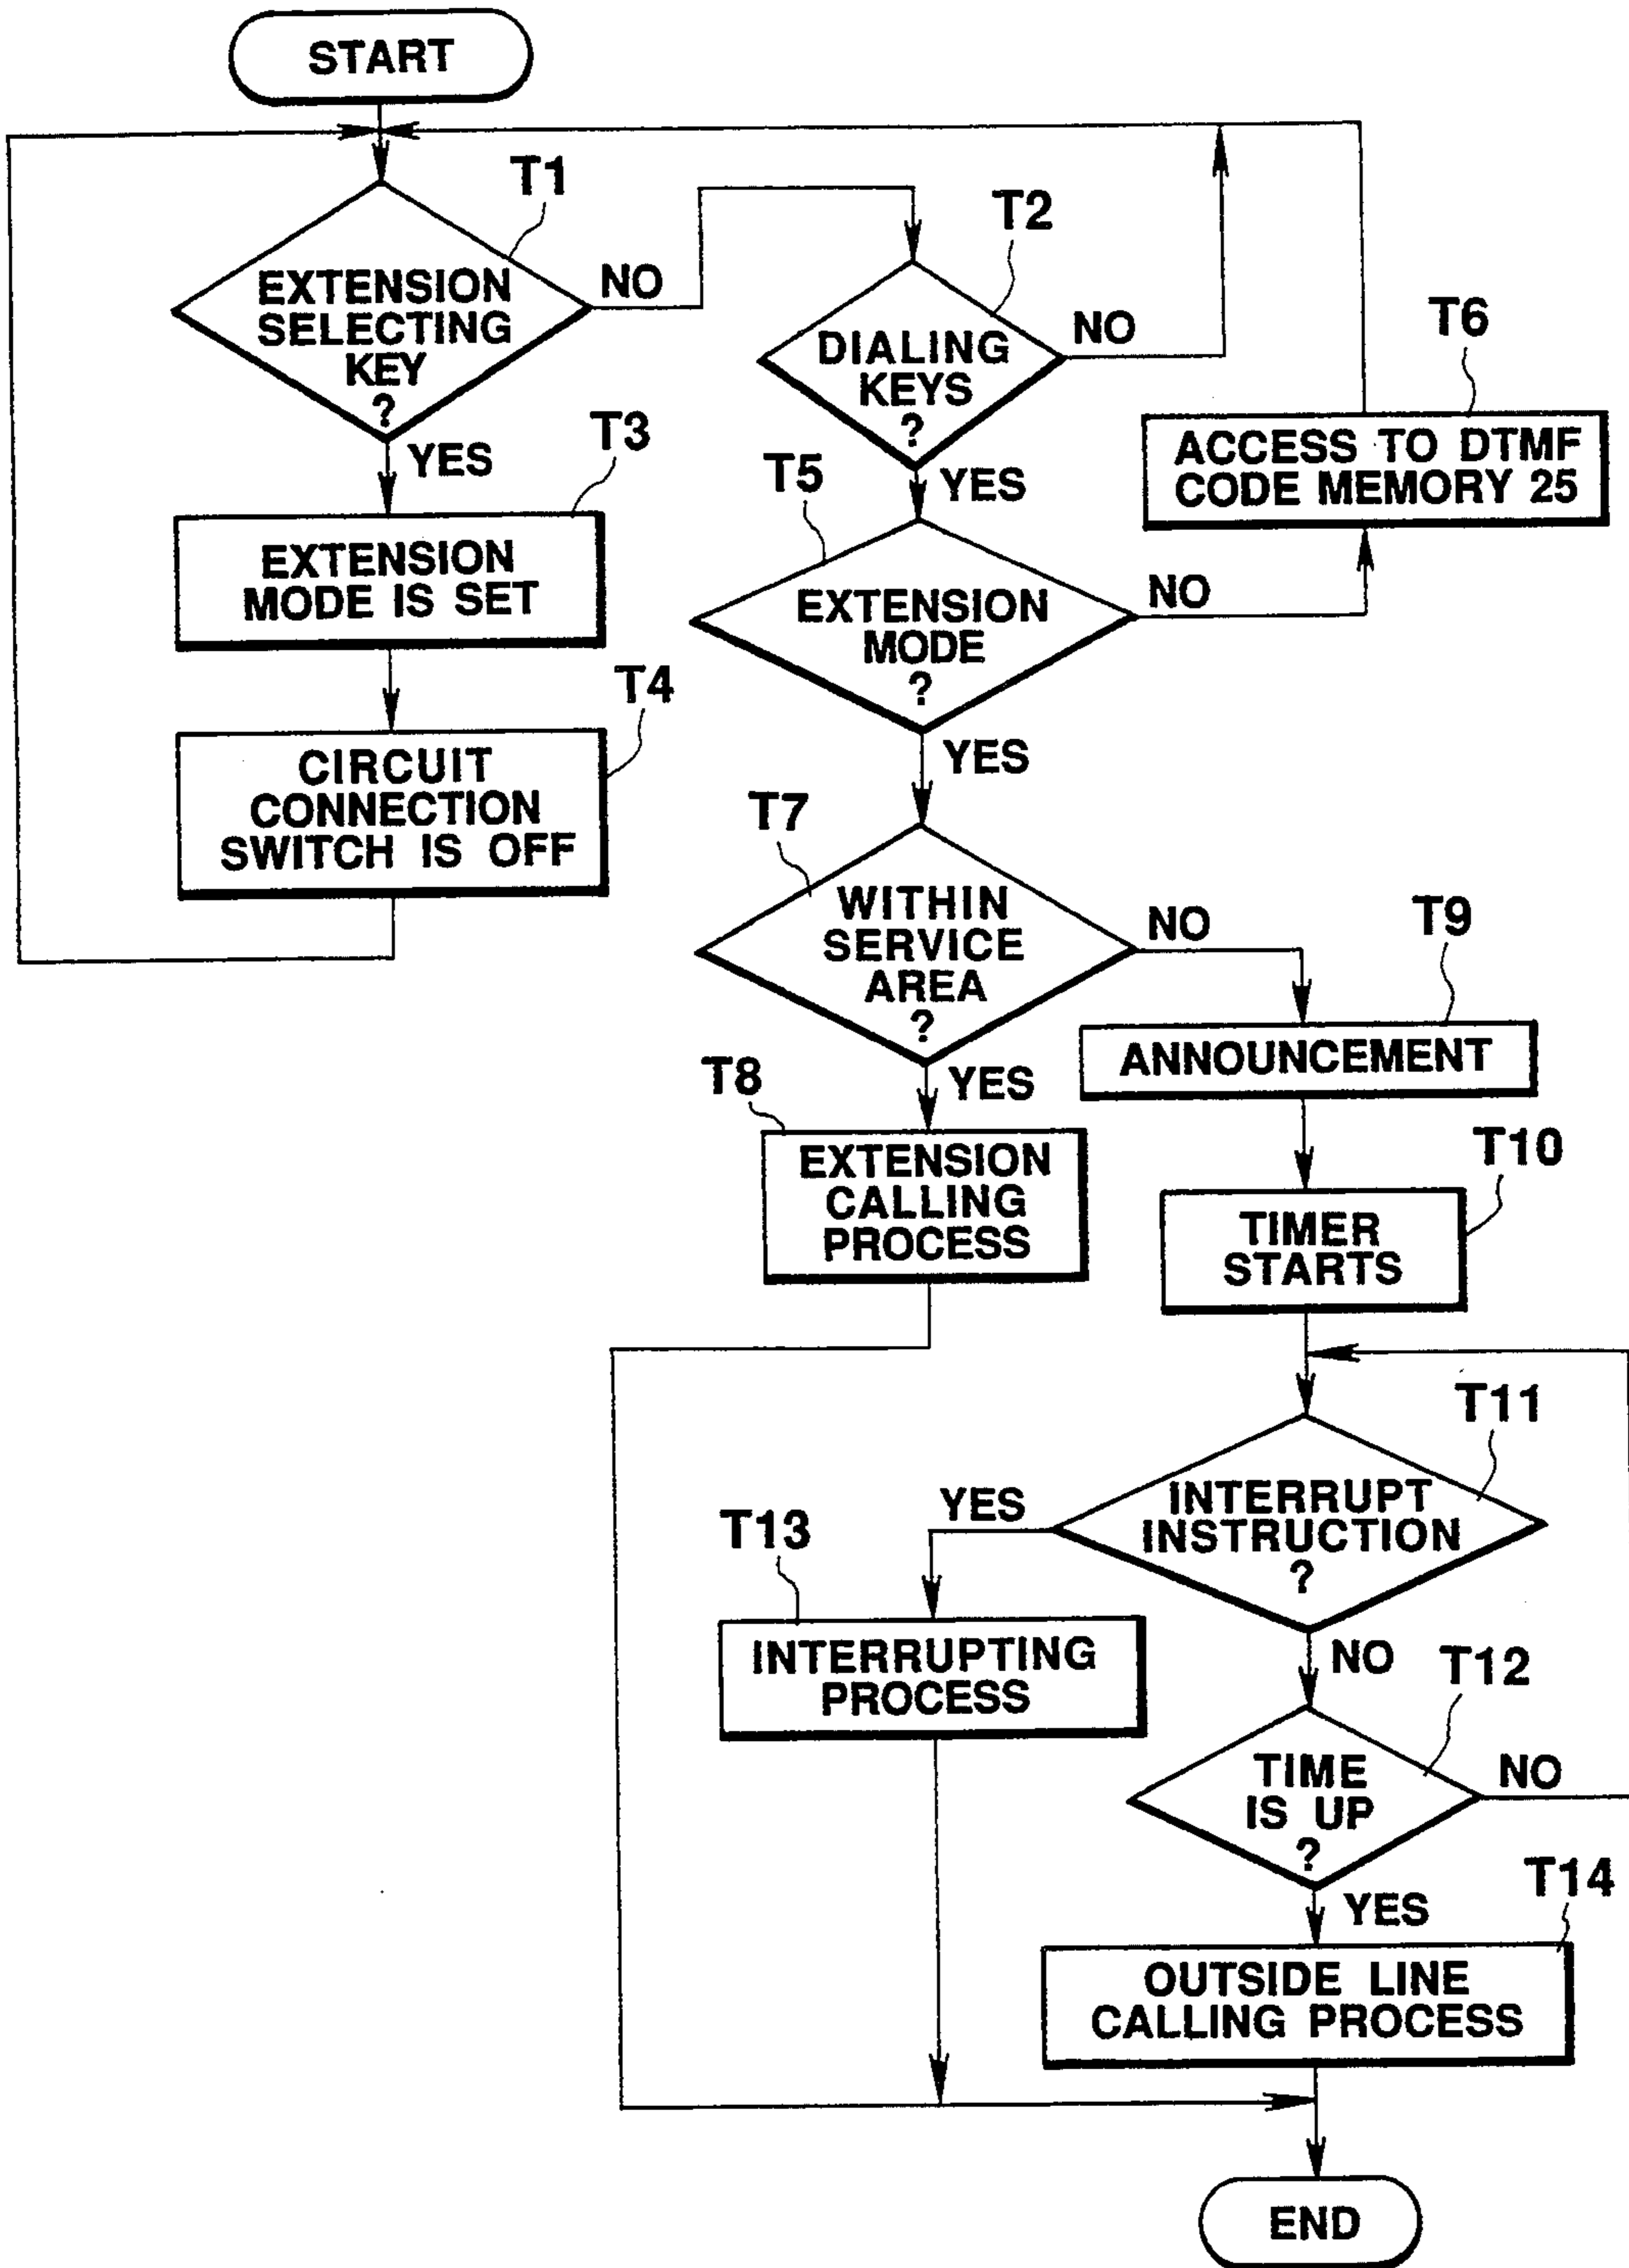 START
T1
EXTENSION
SELECTING
KEY
?
NO
YES
T2
DIALING
KEYS
?
NO
YES
T3
EXTENSION
MODE IS SET
T4
CIRCUIT
CONNECTION
SWITCH IS OFF
T5
EXTENSION
MODE
?
NO
YES
T6
ACCESS TO DTMF
CODE MEMORY 25
T7
WITHIN
SERVICE
AREA
?
NO
YES
T8
EXTENSION
CALLING
PROCESS
T9
ANNOUNCEMENT
T10
TIMER
STARTS
T11
INTERRUPT
INSTRUCTION
?
YES
NO
T13
INTERRUPTING
PROCESS
T12
TIME
IS UP
?
NO
YES
T14
OUTSIDE LINE
CALLING PROCESS
END